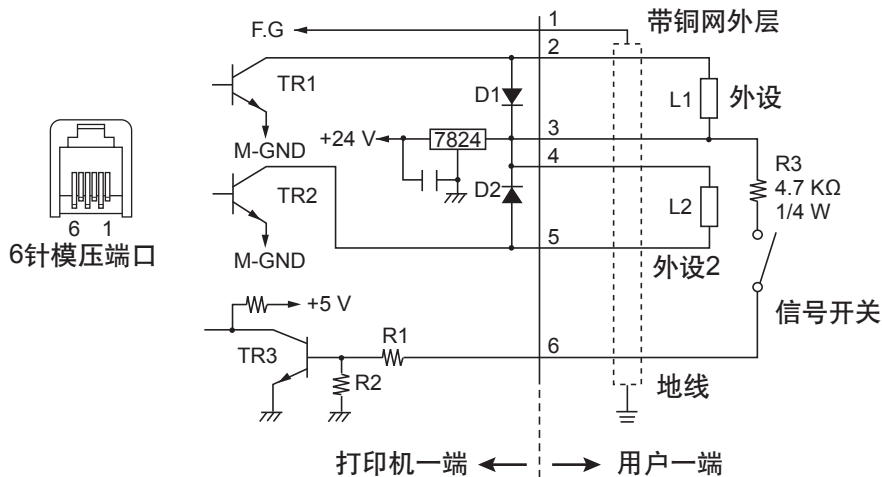 F.G
1
带铜网外层
2
TR1
D1
L1
外设
M-GND
+24 V
7824
3
4
R3
4.7 KΩ
1/4 W
TR2
D2
L2
6 1
6针模压端口
M-GND
5
外设2
+5 V
信号开关
TR3
R1
6
R2
地线
打印机一端
用户一端